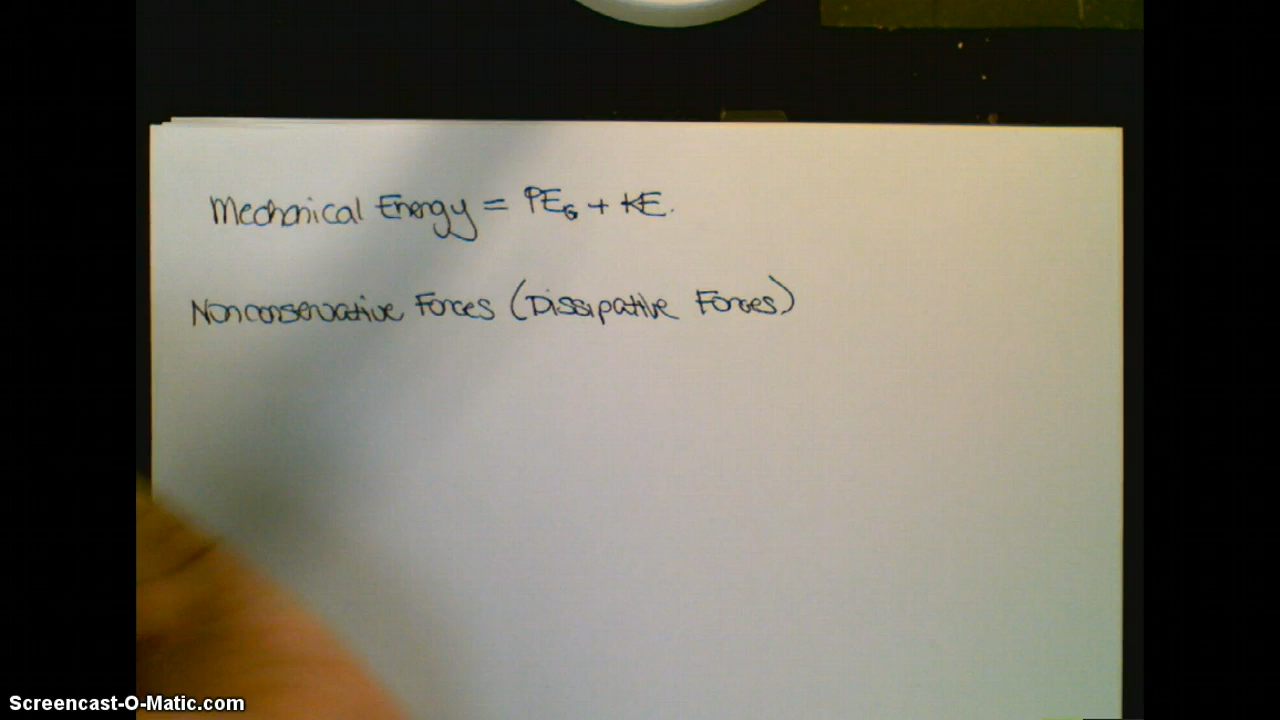 Mechanical Energy = PEG + KE.
Nonconservative Forces (Dissipative Forces)
Screencast-O-Matic.com